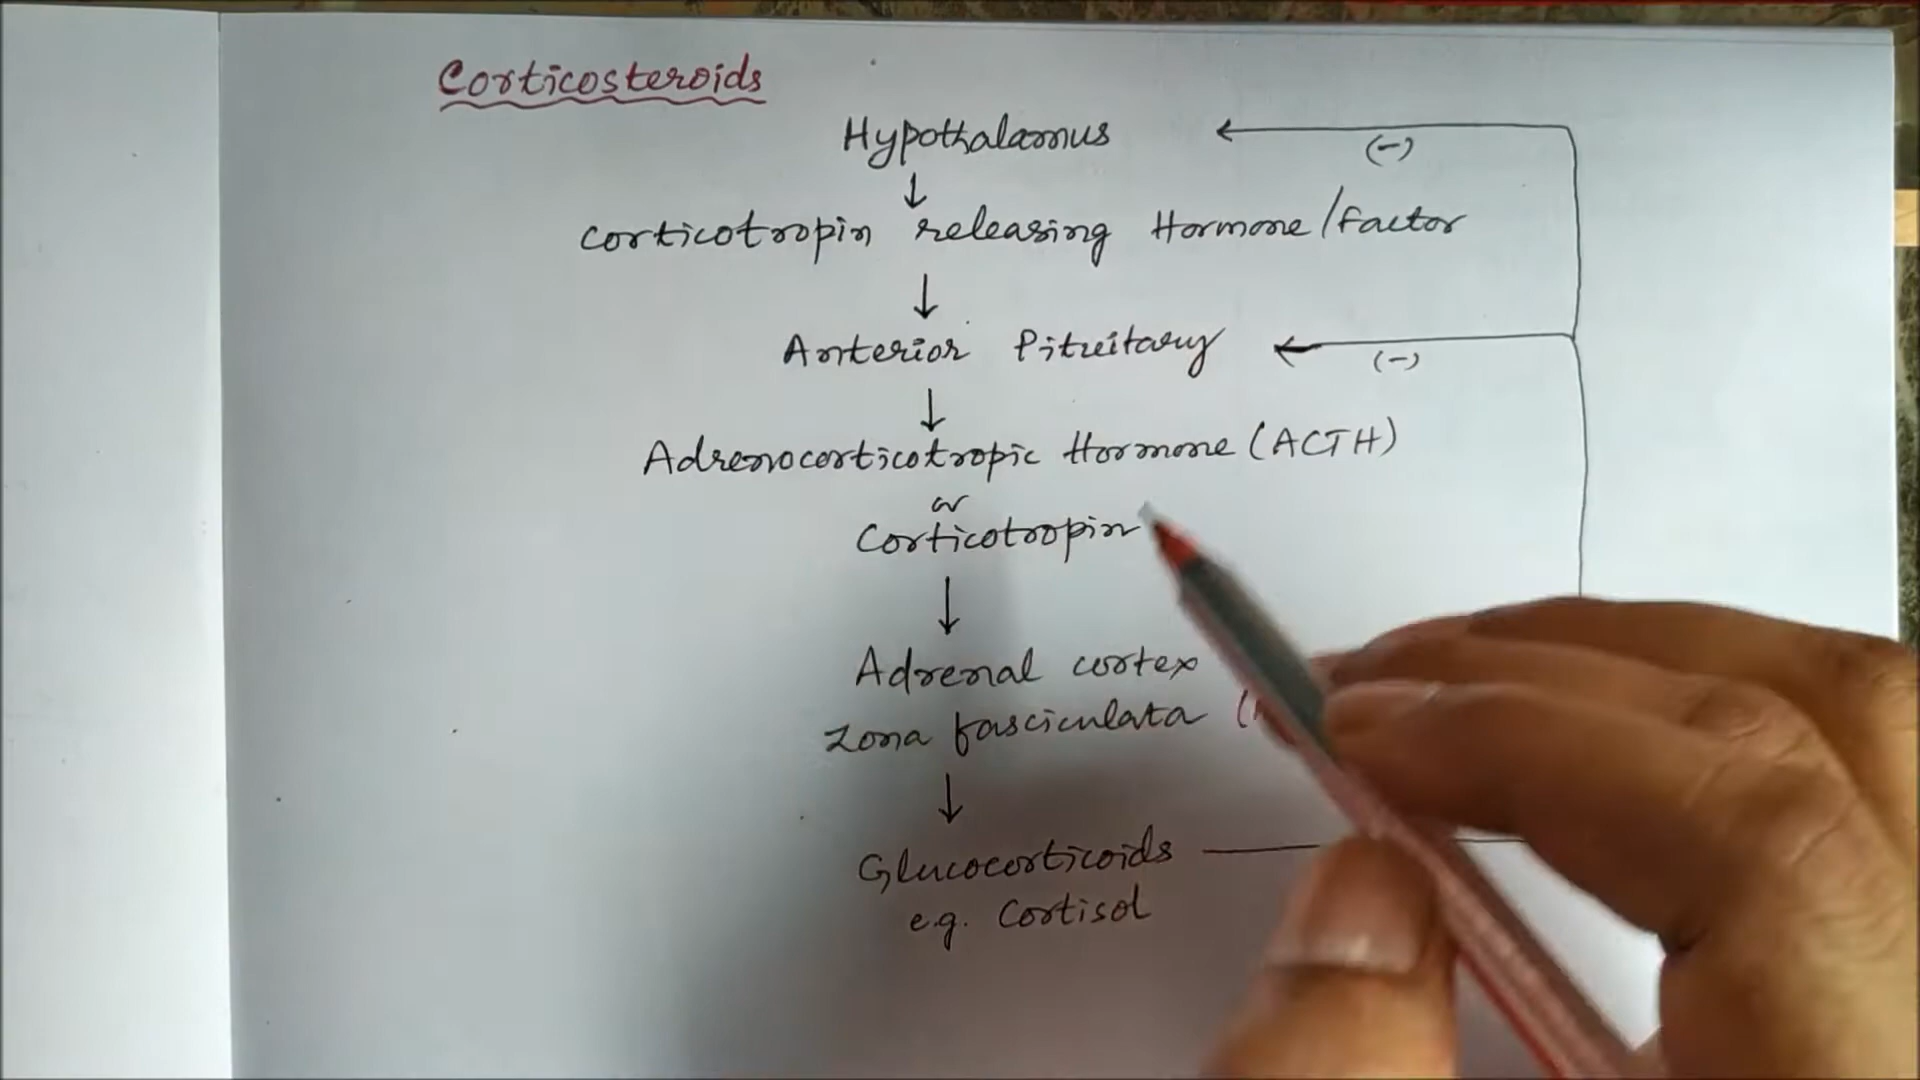 Corticosteroids
Hypothalamus
(-)
↓
corticotropin releasing Hormone/factor
↓
Anterior Pituitary
(-)
↓
Adrenocorticotropic Hormone (ACTH)
or
Corticotropin
↓
Adrenal cortex
Zona fasciculata (
↓
Glucocorticoids
e.g. Cortisol